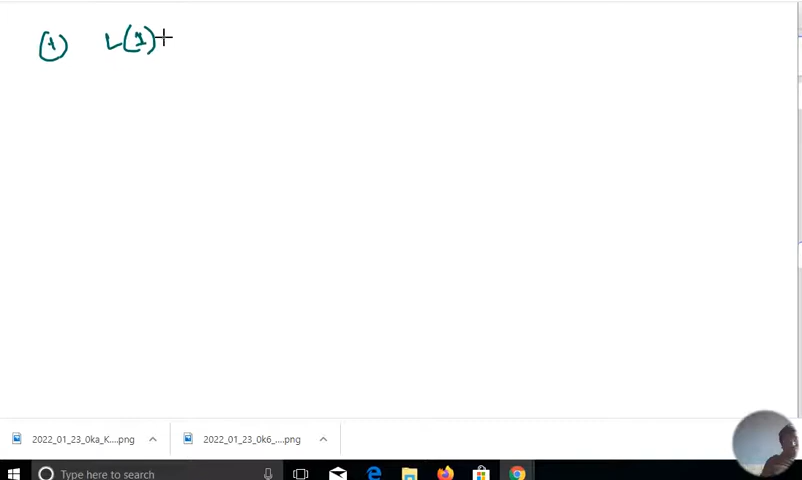 ① L(1)
2022_01_23_0ka_K....png 2022_01_23_0k6_....png
Type here to search